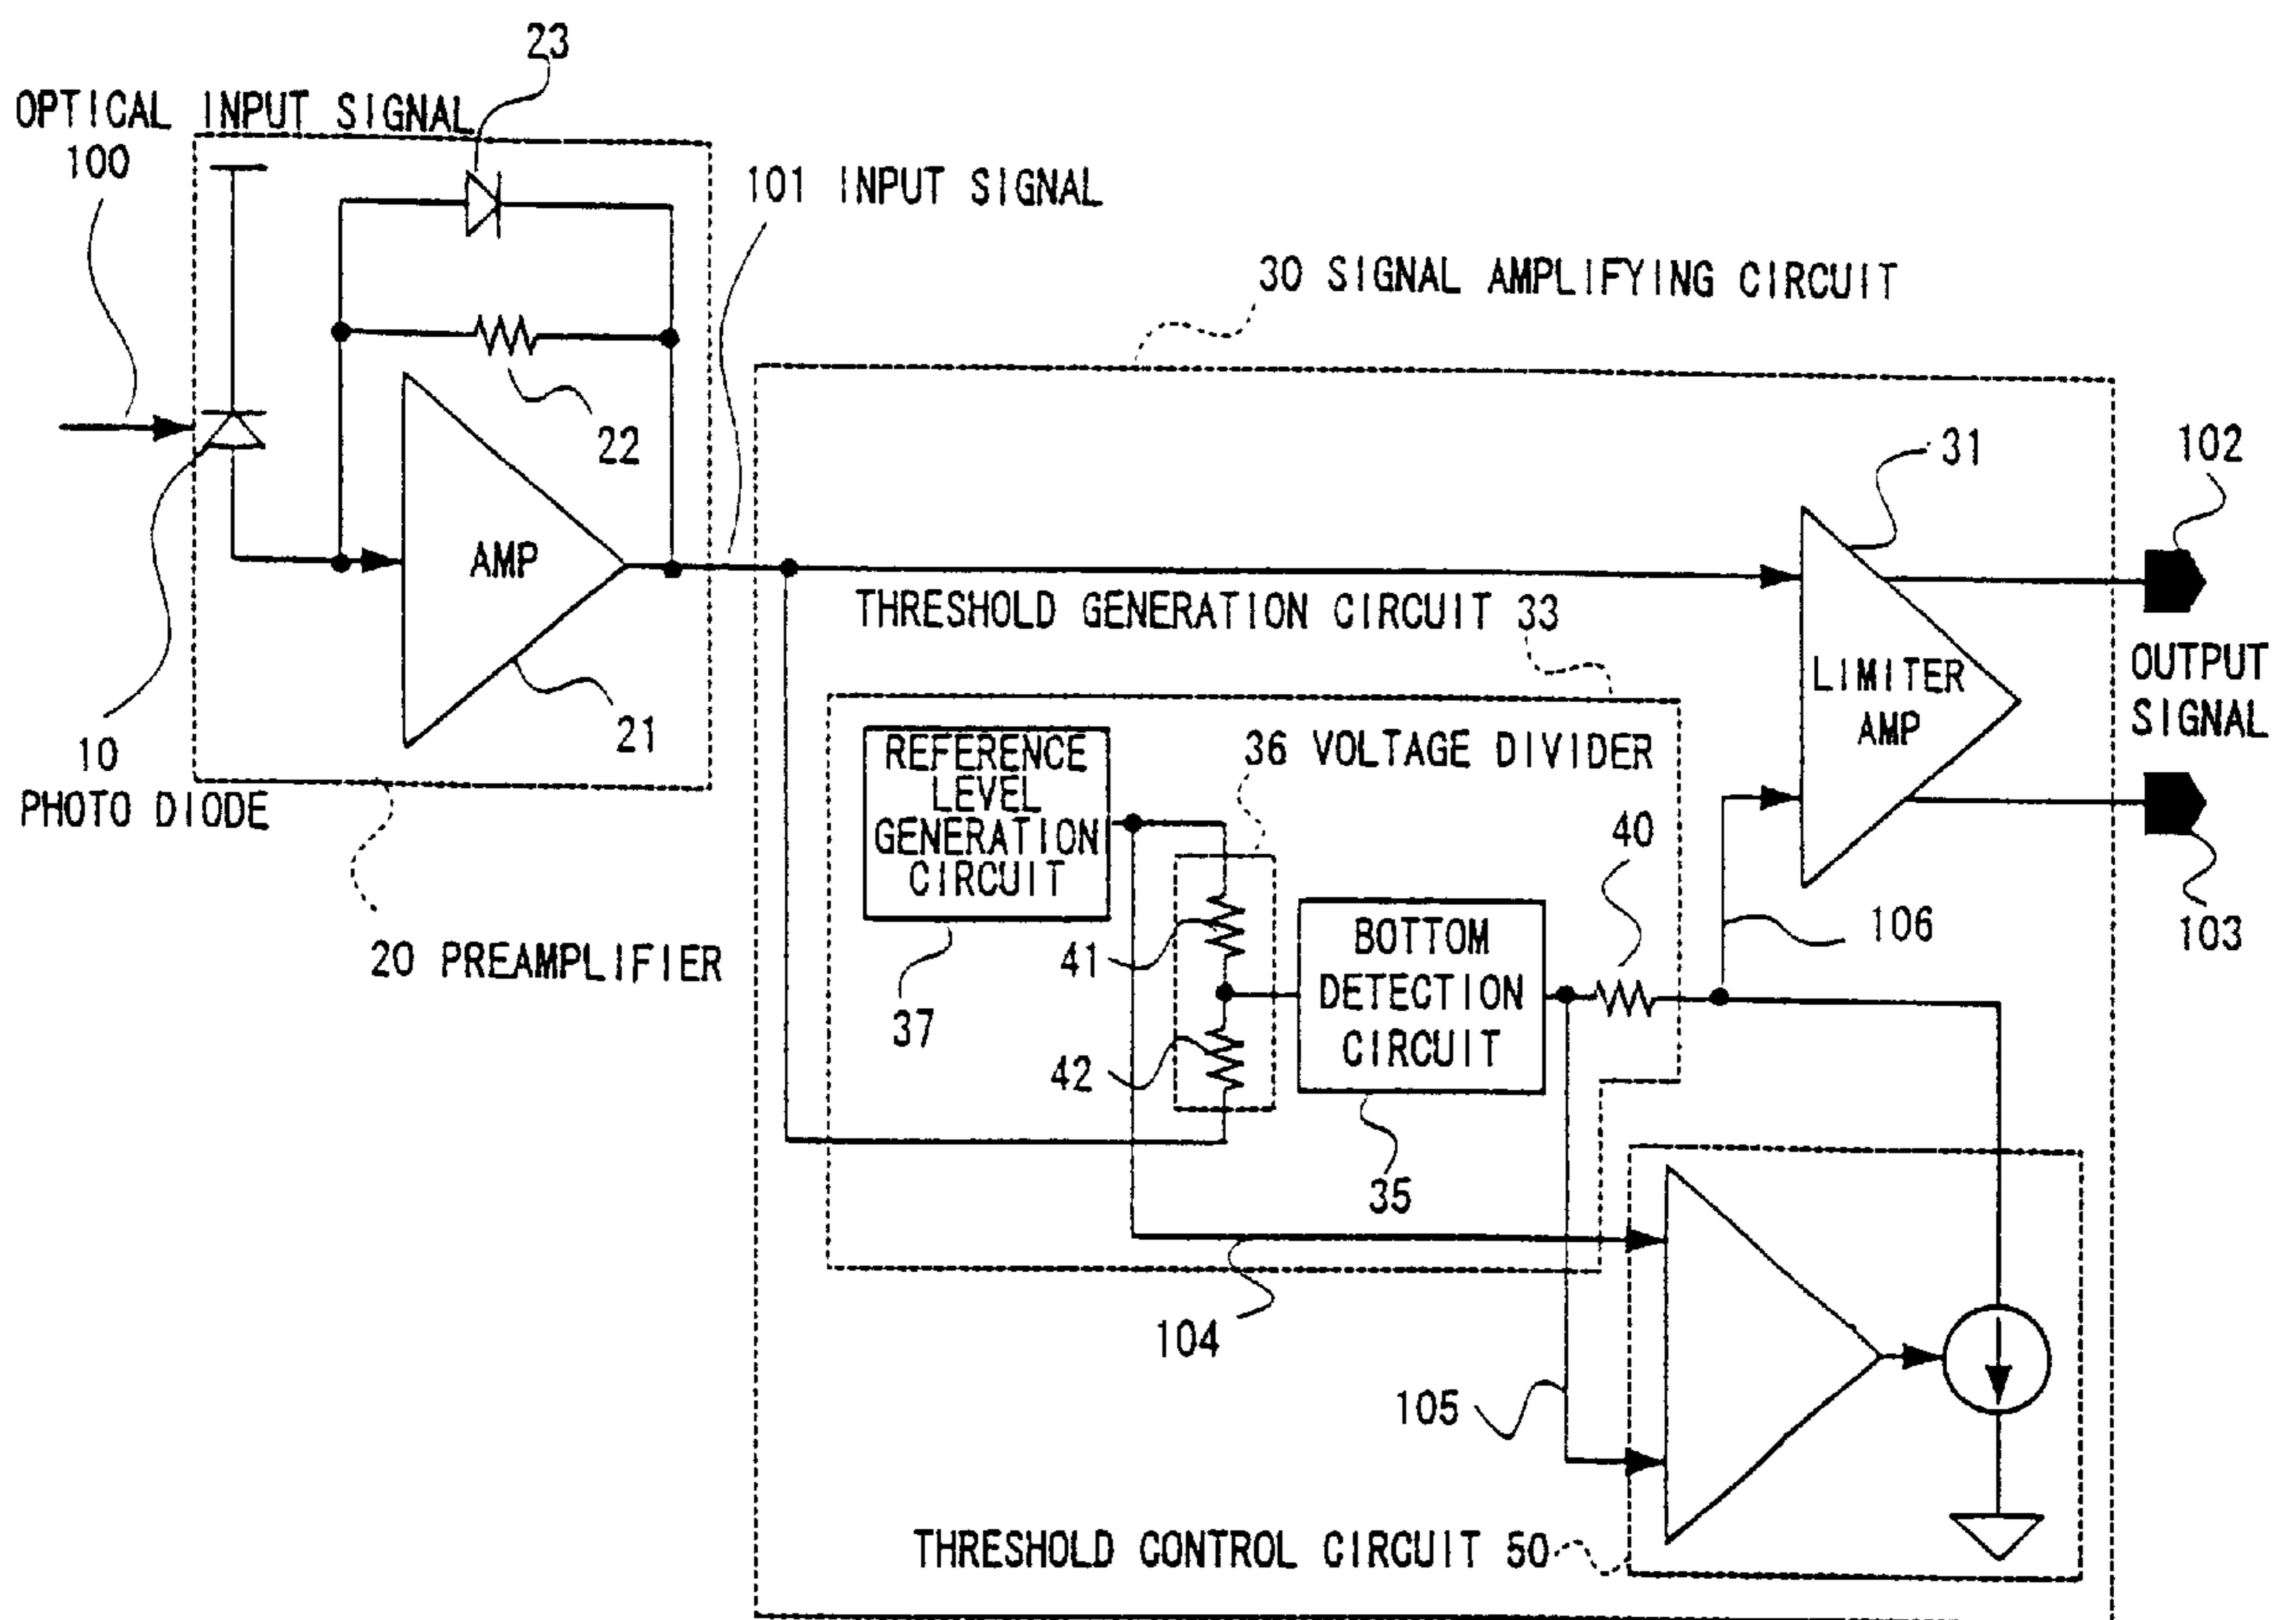 23
OPTICAL INPUT SIGNAL
100
101 INPUT SIGNAL
30 SIGNAL AMPLIFYING CIRCUIT
22
31
102
AMP
THRESHOLD GENERATION CIRCUIT 33
LIMITER
AMP
OUTPUT
SIGNAL
21
10
PHOTO DIODE
REFERENCE
LEVEL
GENERATION
CIRCUIT
36 VOLTAGE DIVIDER
40
20 PREAMPLIFIER
41
BOTTOM
DETECTION
CIRCUIT
106
103
37
42
35
104
105
THRESHOLD CONTROL CIRCUIT 50